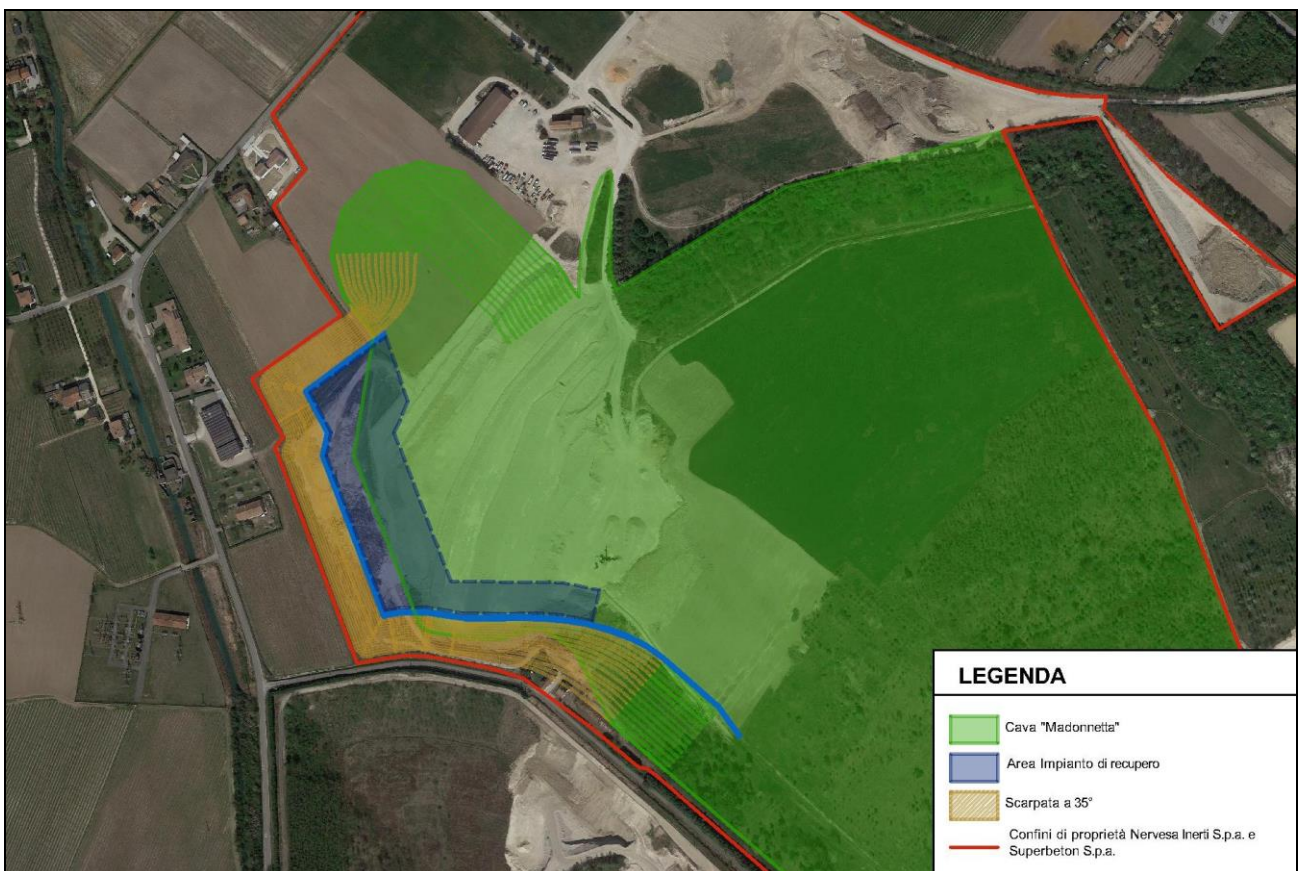 LEGENDA
Cava "Madonnetta"
Area Impianto di recupero
Scarpata a 35°
Confini di proprietà Nervesa Inerti S.p.a. e
Superbeton S.p.a.